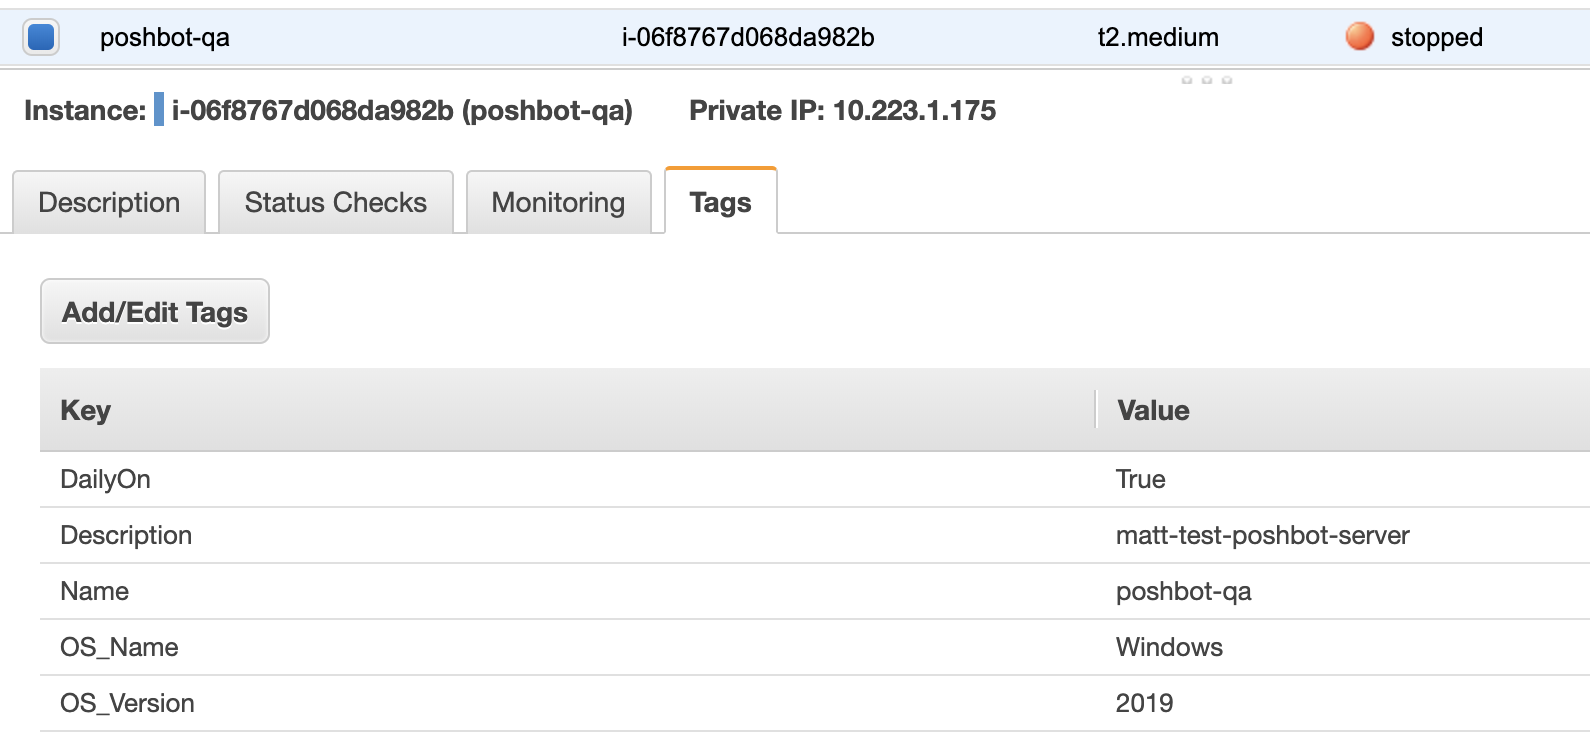 poshbot-qa i-06f8767d068da982b t2.medium stopped
Instance: i-06f8767d068da982b (poshbot-qa) Private IP: 10.223.1.175
Description Status Checks Monitoring Tags
Add/Edit Tags
Key Value
DailyOn True
Description matt-test-poshbot-server
Name poshbot-qa
OS_Name Windows
OS_Version 2019